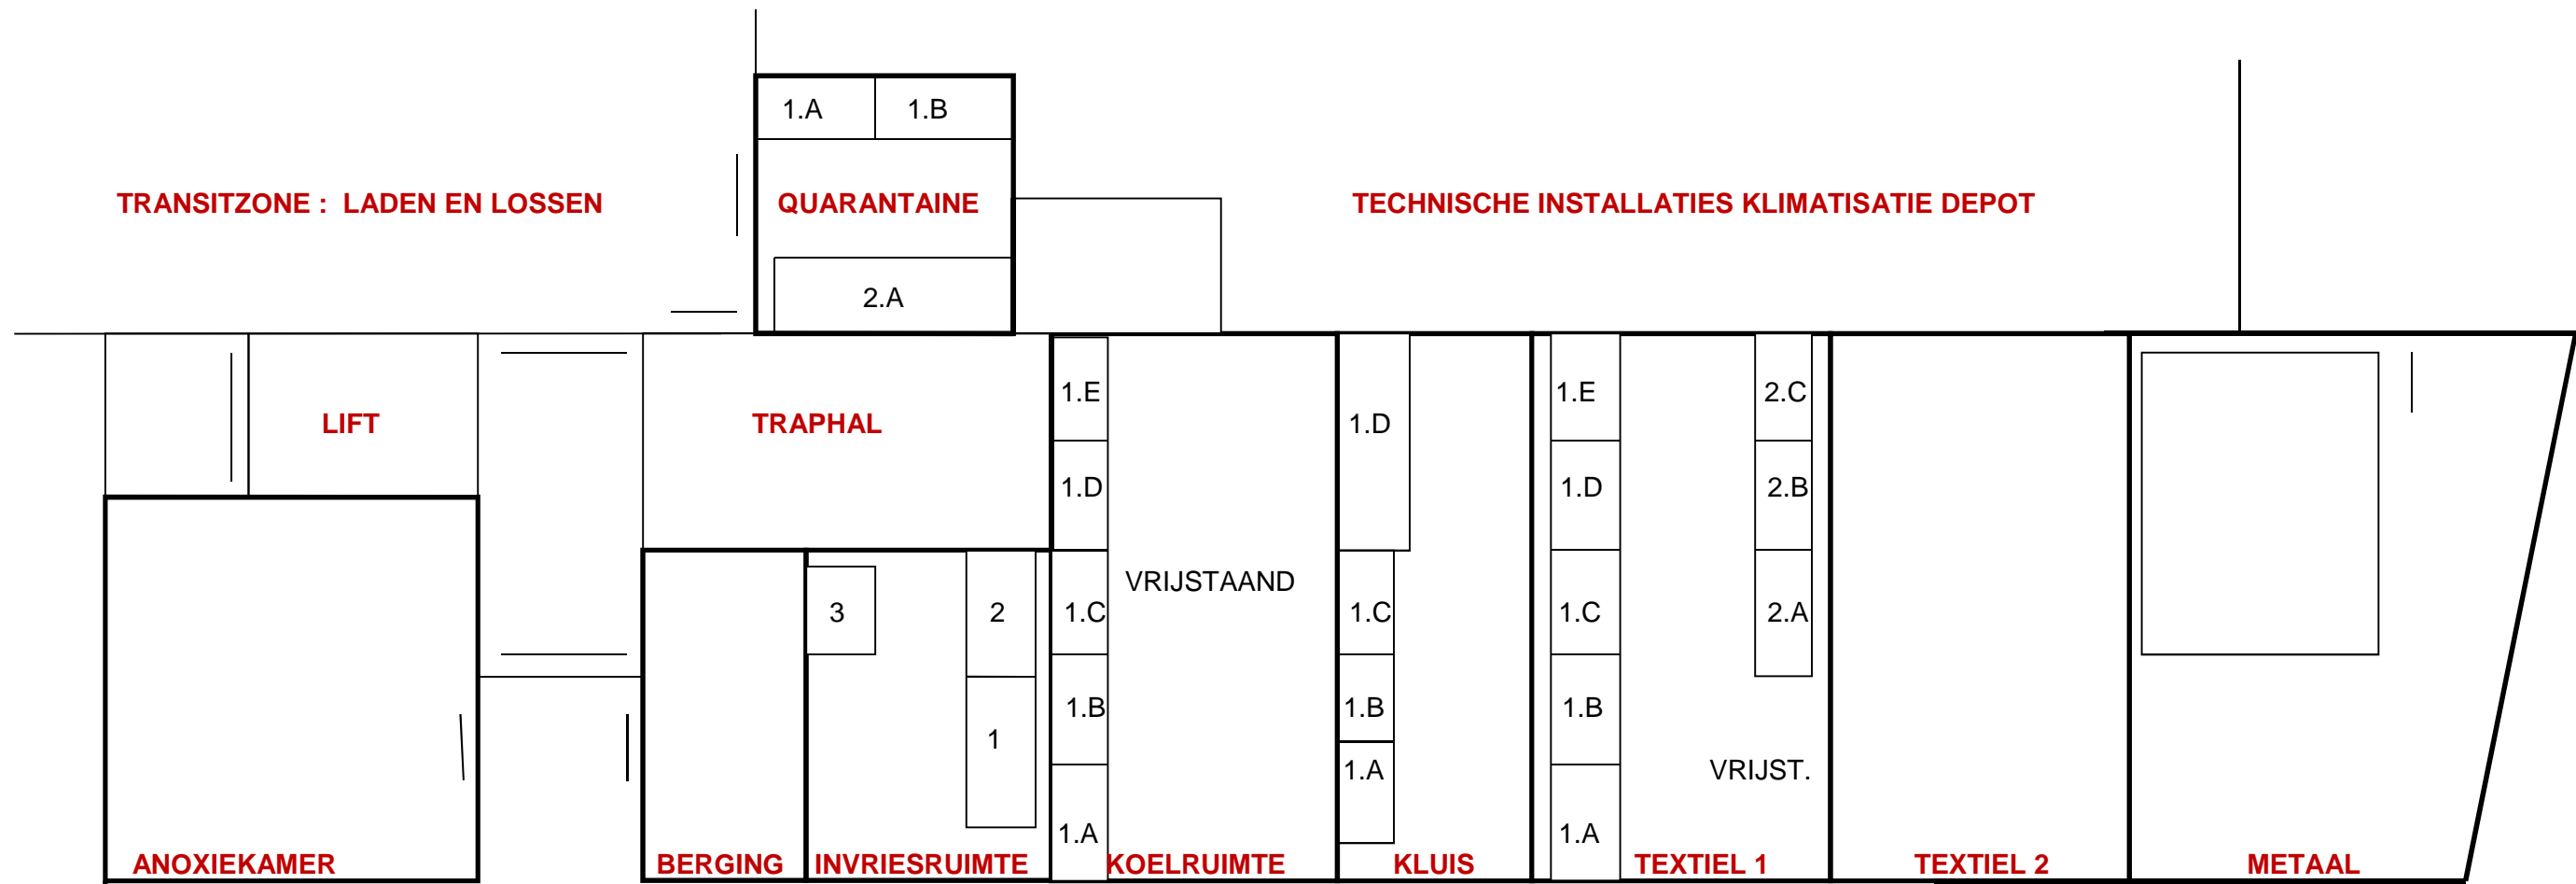 1.A 1.B
TRANSITZONE : LADEN EN LOSSEN
QUARANTAINE
TECHNISCHE INSTALLATIES KLIMATISATIE DEPOT
2.A
LIFT
TRAPHAL
1.E
1.D
1.C
1.B
1.A
VRIJSTAAND
1.D
1.C
1.B
1.A
1.E
1.D
1.C
1.B
1.A
2.C
2.B
2.A
VRIJST.
3
2
1
ANOXIEKAMER
BERGING
INVRIESRUIMTE
KOELRUIMTE
KLUIS
TEXTIEL 1
TEXTIEL 2
METAAL